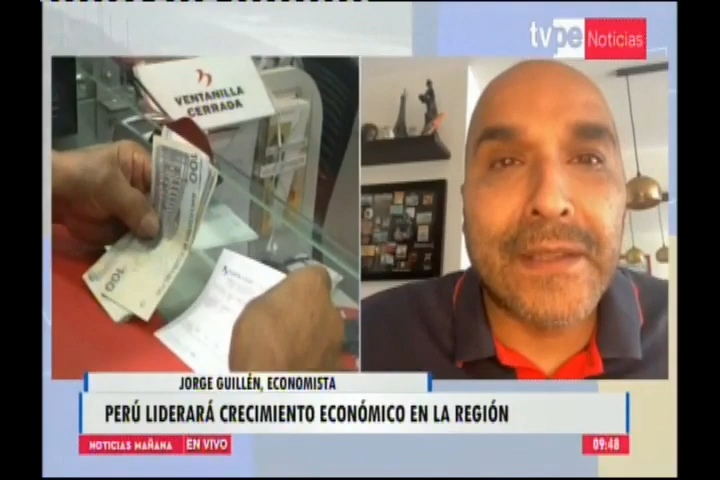 tvpe Noticias
VENTANILLA
CERRADA
100
100
JORGE GUILLÉN, ECONOMISTA
PERÚ LIDERARÁ CRECIMIENTO ECONÓMICO EN LA REGIÓN
NOTICIAS MAÑANA EN VIVO 09:48